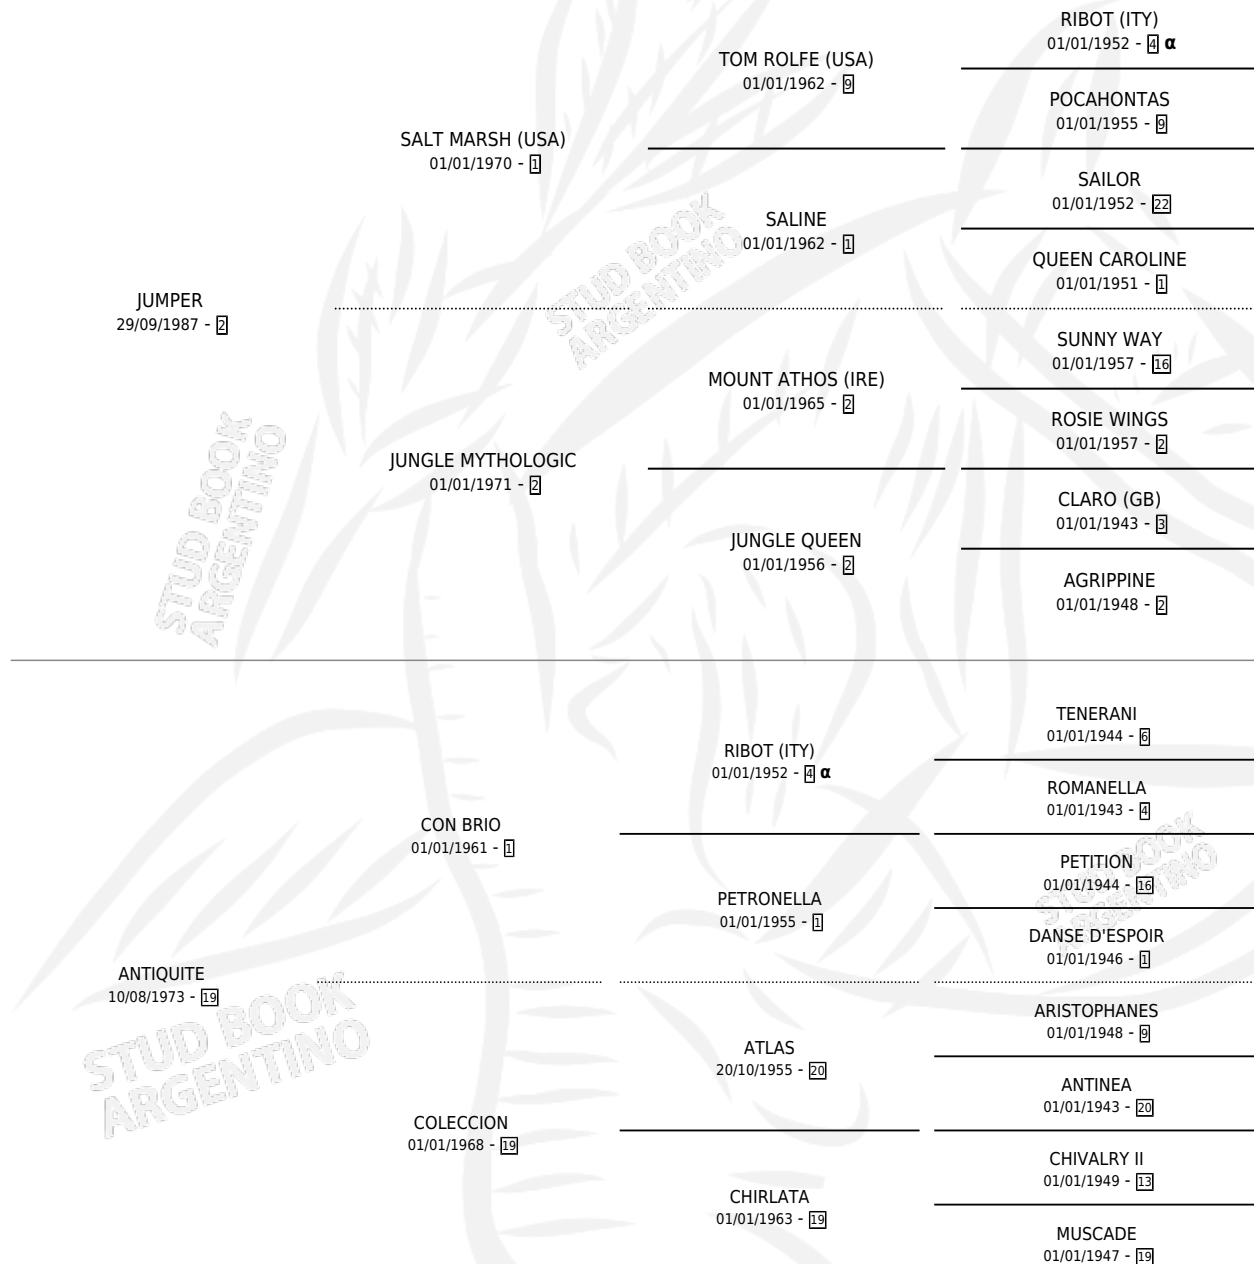 RIBOT (ITY)
01/01/1952 - 4 α
TOM ROLFE (USA)
01/01/1962 - 9
POCAHONTAS
01/01/1955 - 9
SALT MARSH (USA)
01/01/1970 - 1
SAILOR
01/01/1952 - 22
SALINE
01/01/1962 - 1
QUEEN CAROLINE
01/01/1951 - 1
JUMPER
29/09/1987 - 2
SUNNY WAY
01/01/1957 - 16
MOUNT ATHOS (IRE)
01/01/1965 - 2
ROSIE WINGS
01/01/1957 - 2
JUNGLE MYTHOLOGIC
01/01/1971 - 2
CLARO (GB)
01/01/1943 - 3
JUNGLE QUEEN
01/01/1956 - 2
AGRIPPINE
01/01/1948 - 2
TENERANI
01/01/1944 - 6
RIBOT (ITY)
01/01/1952 - 4 α
ROMANELLA
01/01/1943 - 4
CON BRIO
01/01/1961 - 1
PETITION
01/01/1944 - 16
PETRONELLA
01/01/1955 - 1
DANSE D'ESPOIR
01/01/1946 - 1
ANTIQUITE
10/08/1973 - 19
ARISTOPHANES
01/01/1948 - 9
ATLAS
20/10/1955 - 20
ANTINEA
01/01/1943 - 20
COLECCION
01/01/1968 - 19
CHIVALRY II
01/01/1949 - 13
CHIRLATA
01/01/1963 - 19
MUSCADE
01/01/1947 - 19
STUD BOOK
ARGENTINO
STUD BOOK
ARGENTINO
STUD BOOK
ARGENTINO
STUD BOOK
ARGENTINO